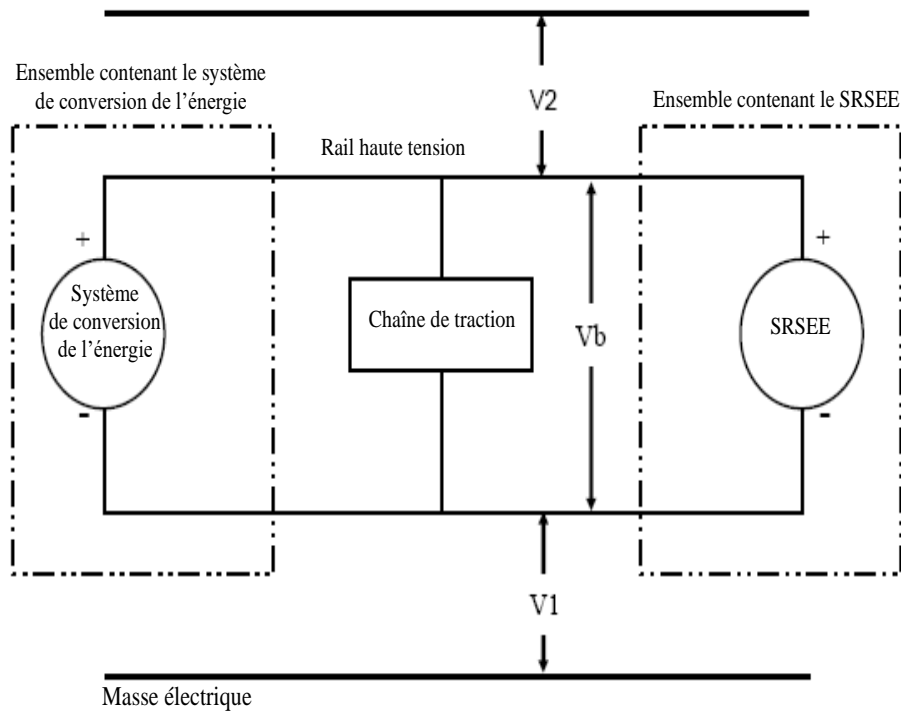 Ensemble contenant le système
de conversion de l'énergie
V2
Ensemble contenant le SRSEE
Rail haute tension
+
+
Système
de conversion
de l'énergie
Chaîne de traction
Vb
SRSEE
-
-
V1
Masse électrique